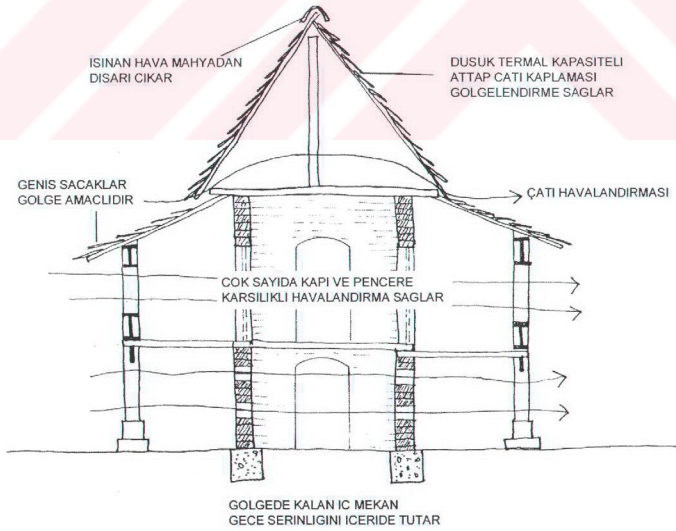 ISINAN HAVA MAHYADAN
DISARI CIKAR
DUSUK TERMAL KAPASITELI
ATTAP CATI KAPLAMASI
GOLGELENDIRME SAGLAR
GENIS SACAKLAR
GOLGE AMACLIDIR
ÇATI HAVALANDIRMASI
COK SAYIDA KAPI VE PENCERE
KARSILIKLI HAVALANDIRMA SAGLAR
GOLGEDE KALAN IC MEKAN
GECE SERINLIGINI ICERIDE TUTAR